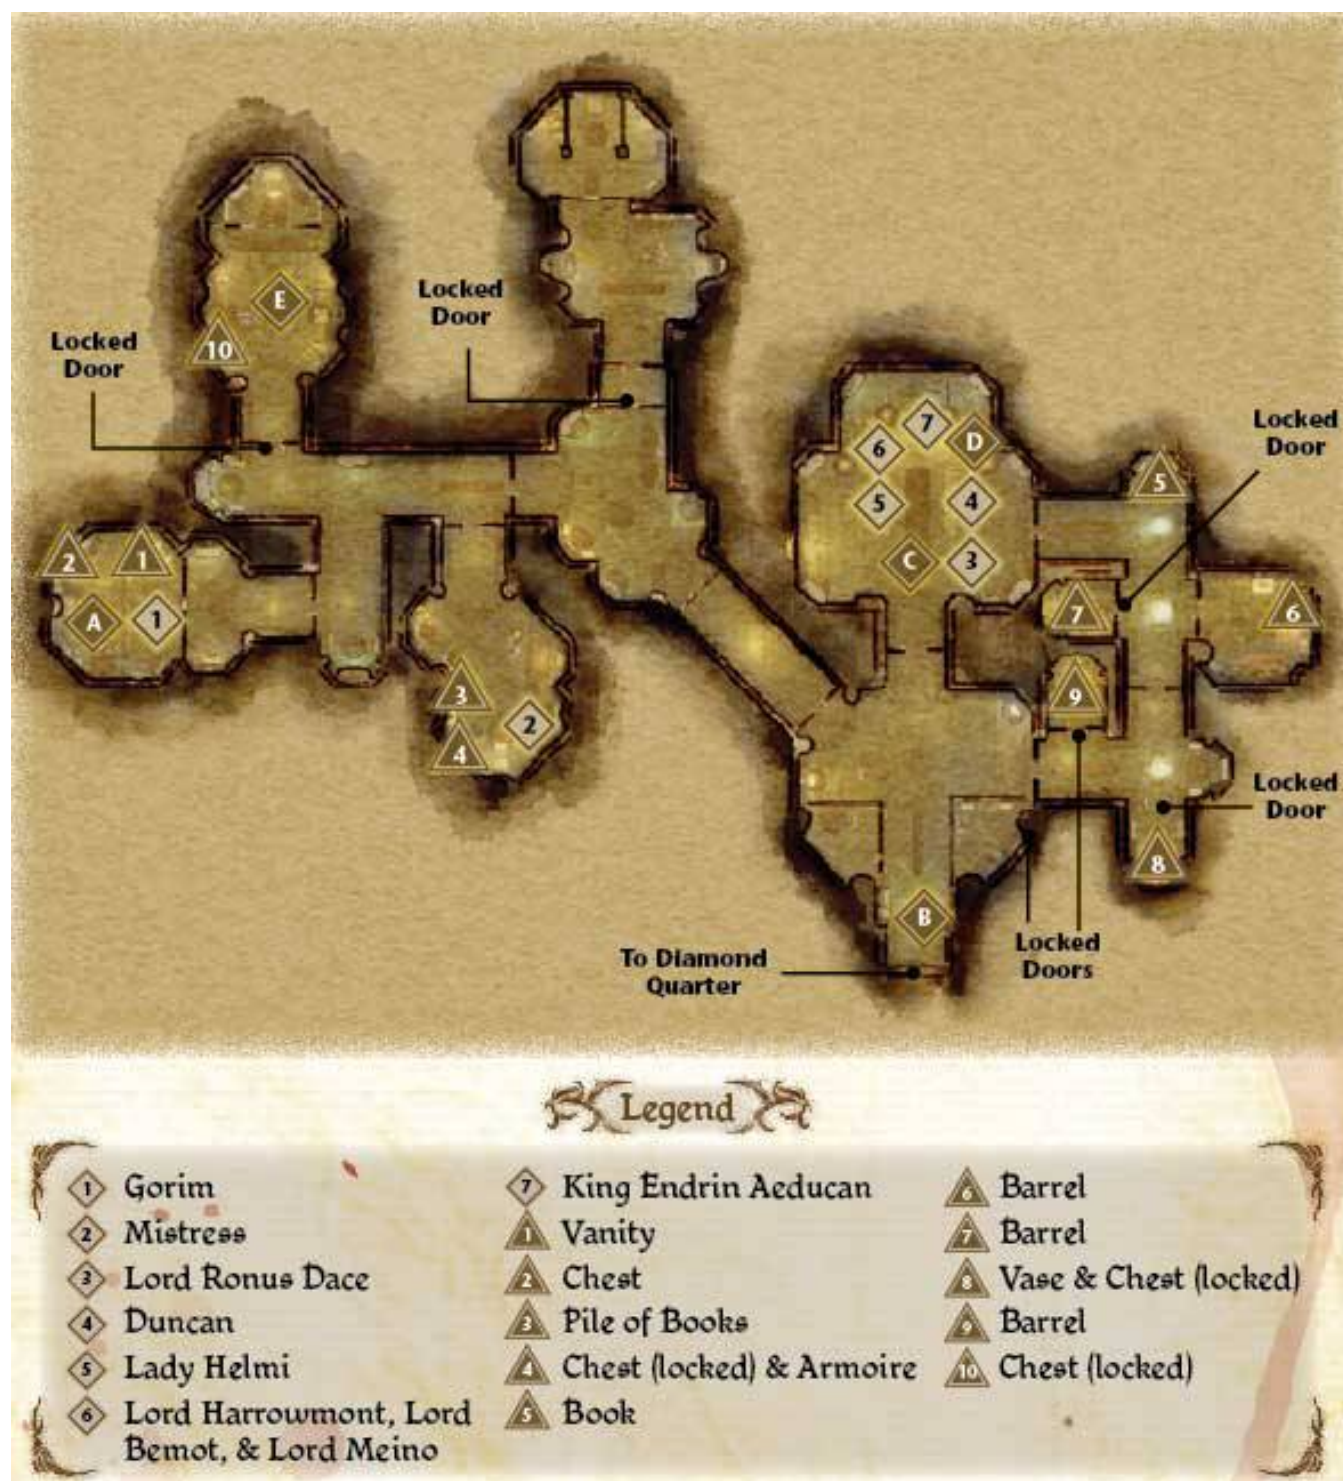 Locked
Door
Locked
Door
Locked
Door
Locked
Door
Locked
Doors
To Diamond
Quarter
E
10
2
1
A
1
3
4
2
7
6
D
5
4
C
3
5
7
6
9
8
B
Legend
1 Gorim
2 Mistress
3 Lord Ronus Dace
4 Duncan
5 Lady Helmi
6 Lord Harrowmont, Lord
Bemot, & Lord Meino
7 King Endrin Aeducan
1 Vanity
2 Chest
3 Pile of Books
4 Chest (locked) & Armoire
5 Book
6 Barrel
7 Barrel
8 Vase & Chest (locked)
9 Barrel
10 Chest (locked)